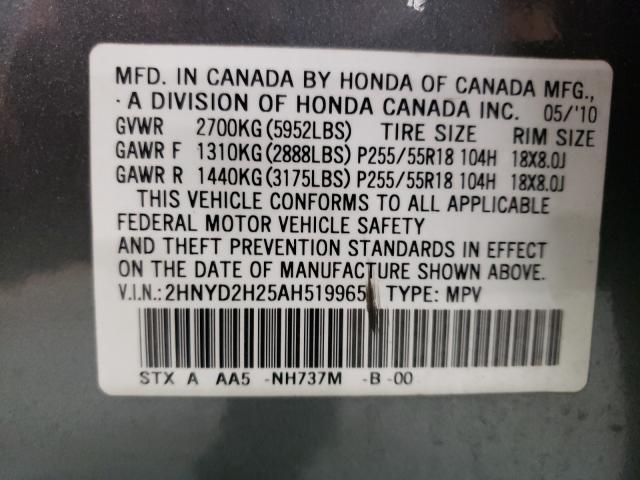 MFD. IN CANADA BY HONDA OF CANADA MFG.,
· A DIVISION OF HONDA CANADA INC. 05/'10
GVWR 2700KG(5952LBS) TIRE SIZE RIM SIZE
GAWR F 1310KG(2888LBS) P255/55R18 104H 18X8.0J
GAWR R 1440KG(3175LBS) P255/55R18 104H 18X8.0J
THIS VEHICLE CONFORMS TO ALL APPLICABLE
FEDERAL MOTOR VEHICLE SAFETY
AND THEFT PREVENTION STANDARDS IN EFFECT
ON THE DATE OF MANUFACTURE SHOWN ABOVE.
V.I.N.: 2HNYD2H25AH519965 TYPE: MPV
STX A AA5 -NH737M -B -00